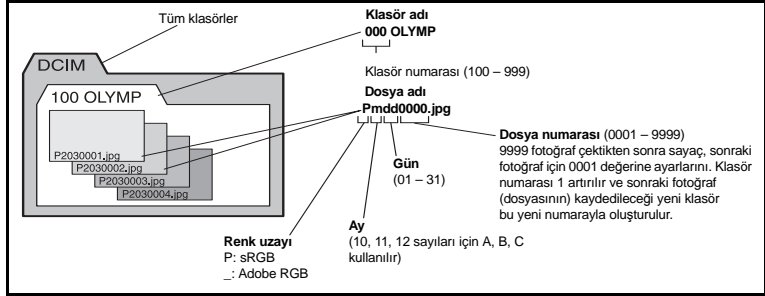 Tüm klasörler
Klasör adı
000 OLYMP
Klasör numarası (100 – 999)
DCIM
100 OLYMP
P2030001.jpg
P2030002.jpg
P2030003.jpg
P2030004.jpg
Dosya adı
Pmdd0000.jpg
Dosya numarası (0001 – 9999)
9999 fotoğraf çektikten sonra sayaç, sonraki
fotoğraf için 0001 değerine ayarlarını. Klasör
numarası 1 artırılır ve sonraki fotoğraf
(dosyasının) kaydedileceği yeni klasör
bu yeni numarayla oluşturulur.
Gün
(01 – 31)
Ay
(10, 11, 12 sayıları için A, B, C
kullanılır)
Renk uzayı
P: sRGB
_: Adobe RGB